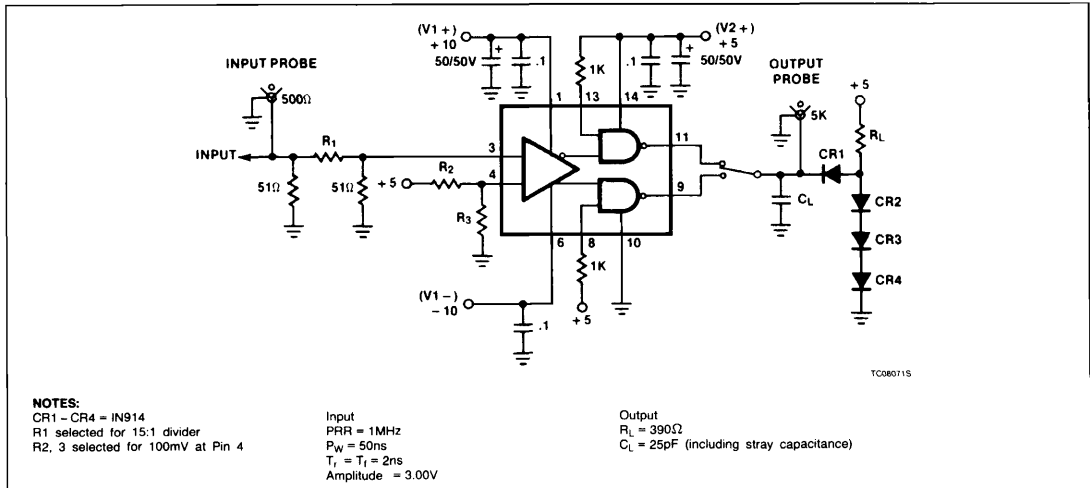 (V1+)
+ 10
50/50V
.1
(V2+)
+ 5
.1
50/50V
1K
INPUT PROBE
500Ω
OUTPUT
PROBE
5K
+ 5
1
13
14
INPUT
R1
51Ω
51Ω
3
R2
4
+5
R3
11
9
CR1
RL
CL
CR2
CR3
CR4
6
8
10
1K
+ 5
(V1−)
− 10
.1
TC08071S
NOTES:
CR1 – CR4 = IN914
R1 selected for 15:1 divider
R2, 3 selected for 100mV at Pin 4
Input
PRR = 1MHz
PW = 50ns
Tr = Tf = 2ns
Amplitude = 3.00V
Output
RL = 390Ω
CL = 25pF (including stray capacitance)